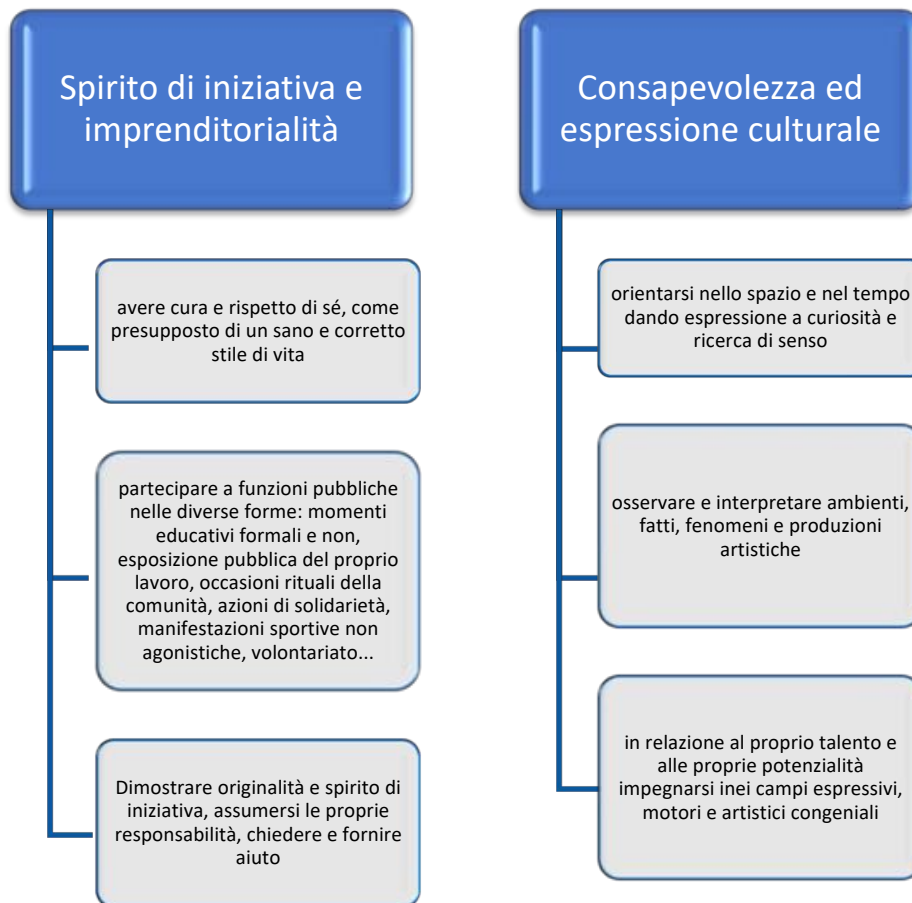 Spirito di iniziativa e
imprenditorialità
avere cura e rispetto di sé, come
presupposto di un sano e corretto
stile di vita
partecipare a funzioni pubbliche
nelle diverse forme: momenti
educativi formali e non,
esposizione pubblica del proprio
lavoro, occasioni rituali della
comunità, azioni di solidarietà,
manifestazioni sportive non
agonistiche, volontariato...
Dimostrare originalità e spirito di
iniziativa, assumersi le proprie
responsabilità, chiedere e fornire
aiuto
Consapevolezza ed
espressione culturale
orientarsi nello spazio e nel tempo
dando espressione a curiosità e
ricerca di senso
osservare e interpretare ambienti,
fatti, fenomeni e produzioni
artistiche
in relazione al proprio talento e
alle proprie potenzialità
impegnarsi inei campi espressivi,
motori e artistici congeniali